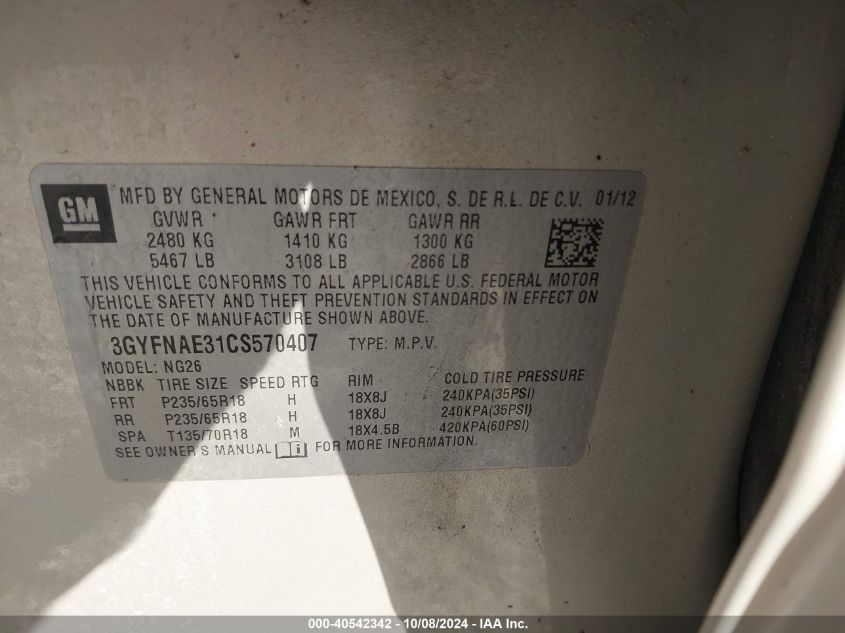 GM
MFD BY GENERAL MOTORS DE MEXICO, S. DE R.L. DE C.V. 01/12
GVWR GAWR FRT GAWR RR
2480 KG 1410 KG 1300 KG
5467 LB 3108 LB 2866 LB
THIS VEHICLE CONFORMS TO ALL APPLICABLE U.S. FEDERAL MOTOR
VEHICLE SAFETY AND THEFT PREVENTION STANDARDS IN EFFECT ON
THE DATE OF MANUFACTURE SHOWN ABOVE.
3GYFNAE31CS570407 TYPE: M.P.V.
MODEL: NG26
NBBK TIRE SIZE SPEED RTG RIM COLD TIRE PRESSURE
FRT P235/65R18 H 18X8J 240KPA(35PSI)
RR P235/65R18 H 18X8J 240KPA(35PSI)
SPA T135/70R18 M 18X4.5B 420KPA(60PSI)
SEE OWNER'S MANUAL FOR MORE INFORMATION.
000-40542342 - 10/08/2024 - IAA Inc.